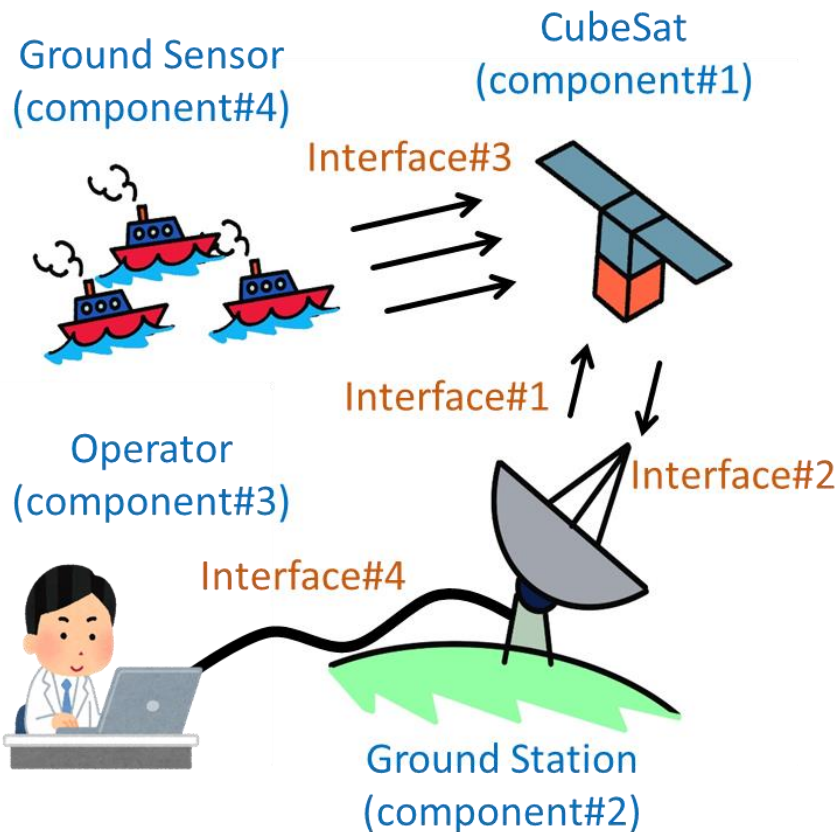 Ground Sensor
(component#4)
CubeSat
(component#1)
Interface#3
Interface#1
Interface#2
Operator
(component#3)
Interface#4
Ground Station
(component#2)